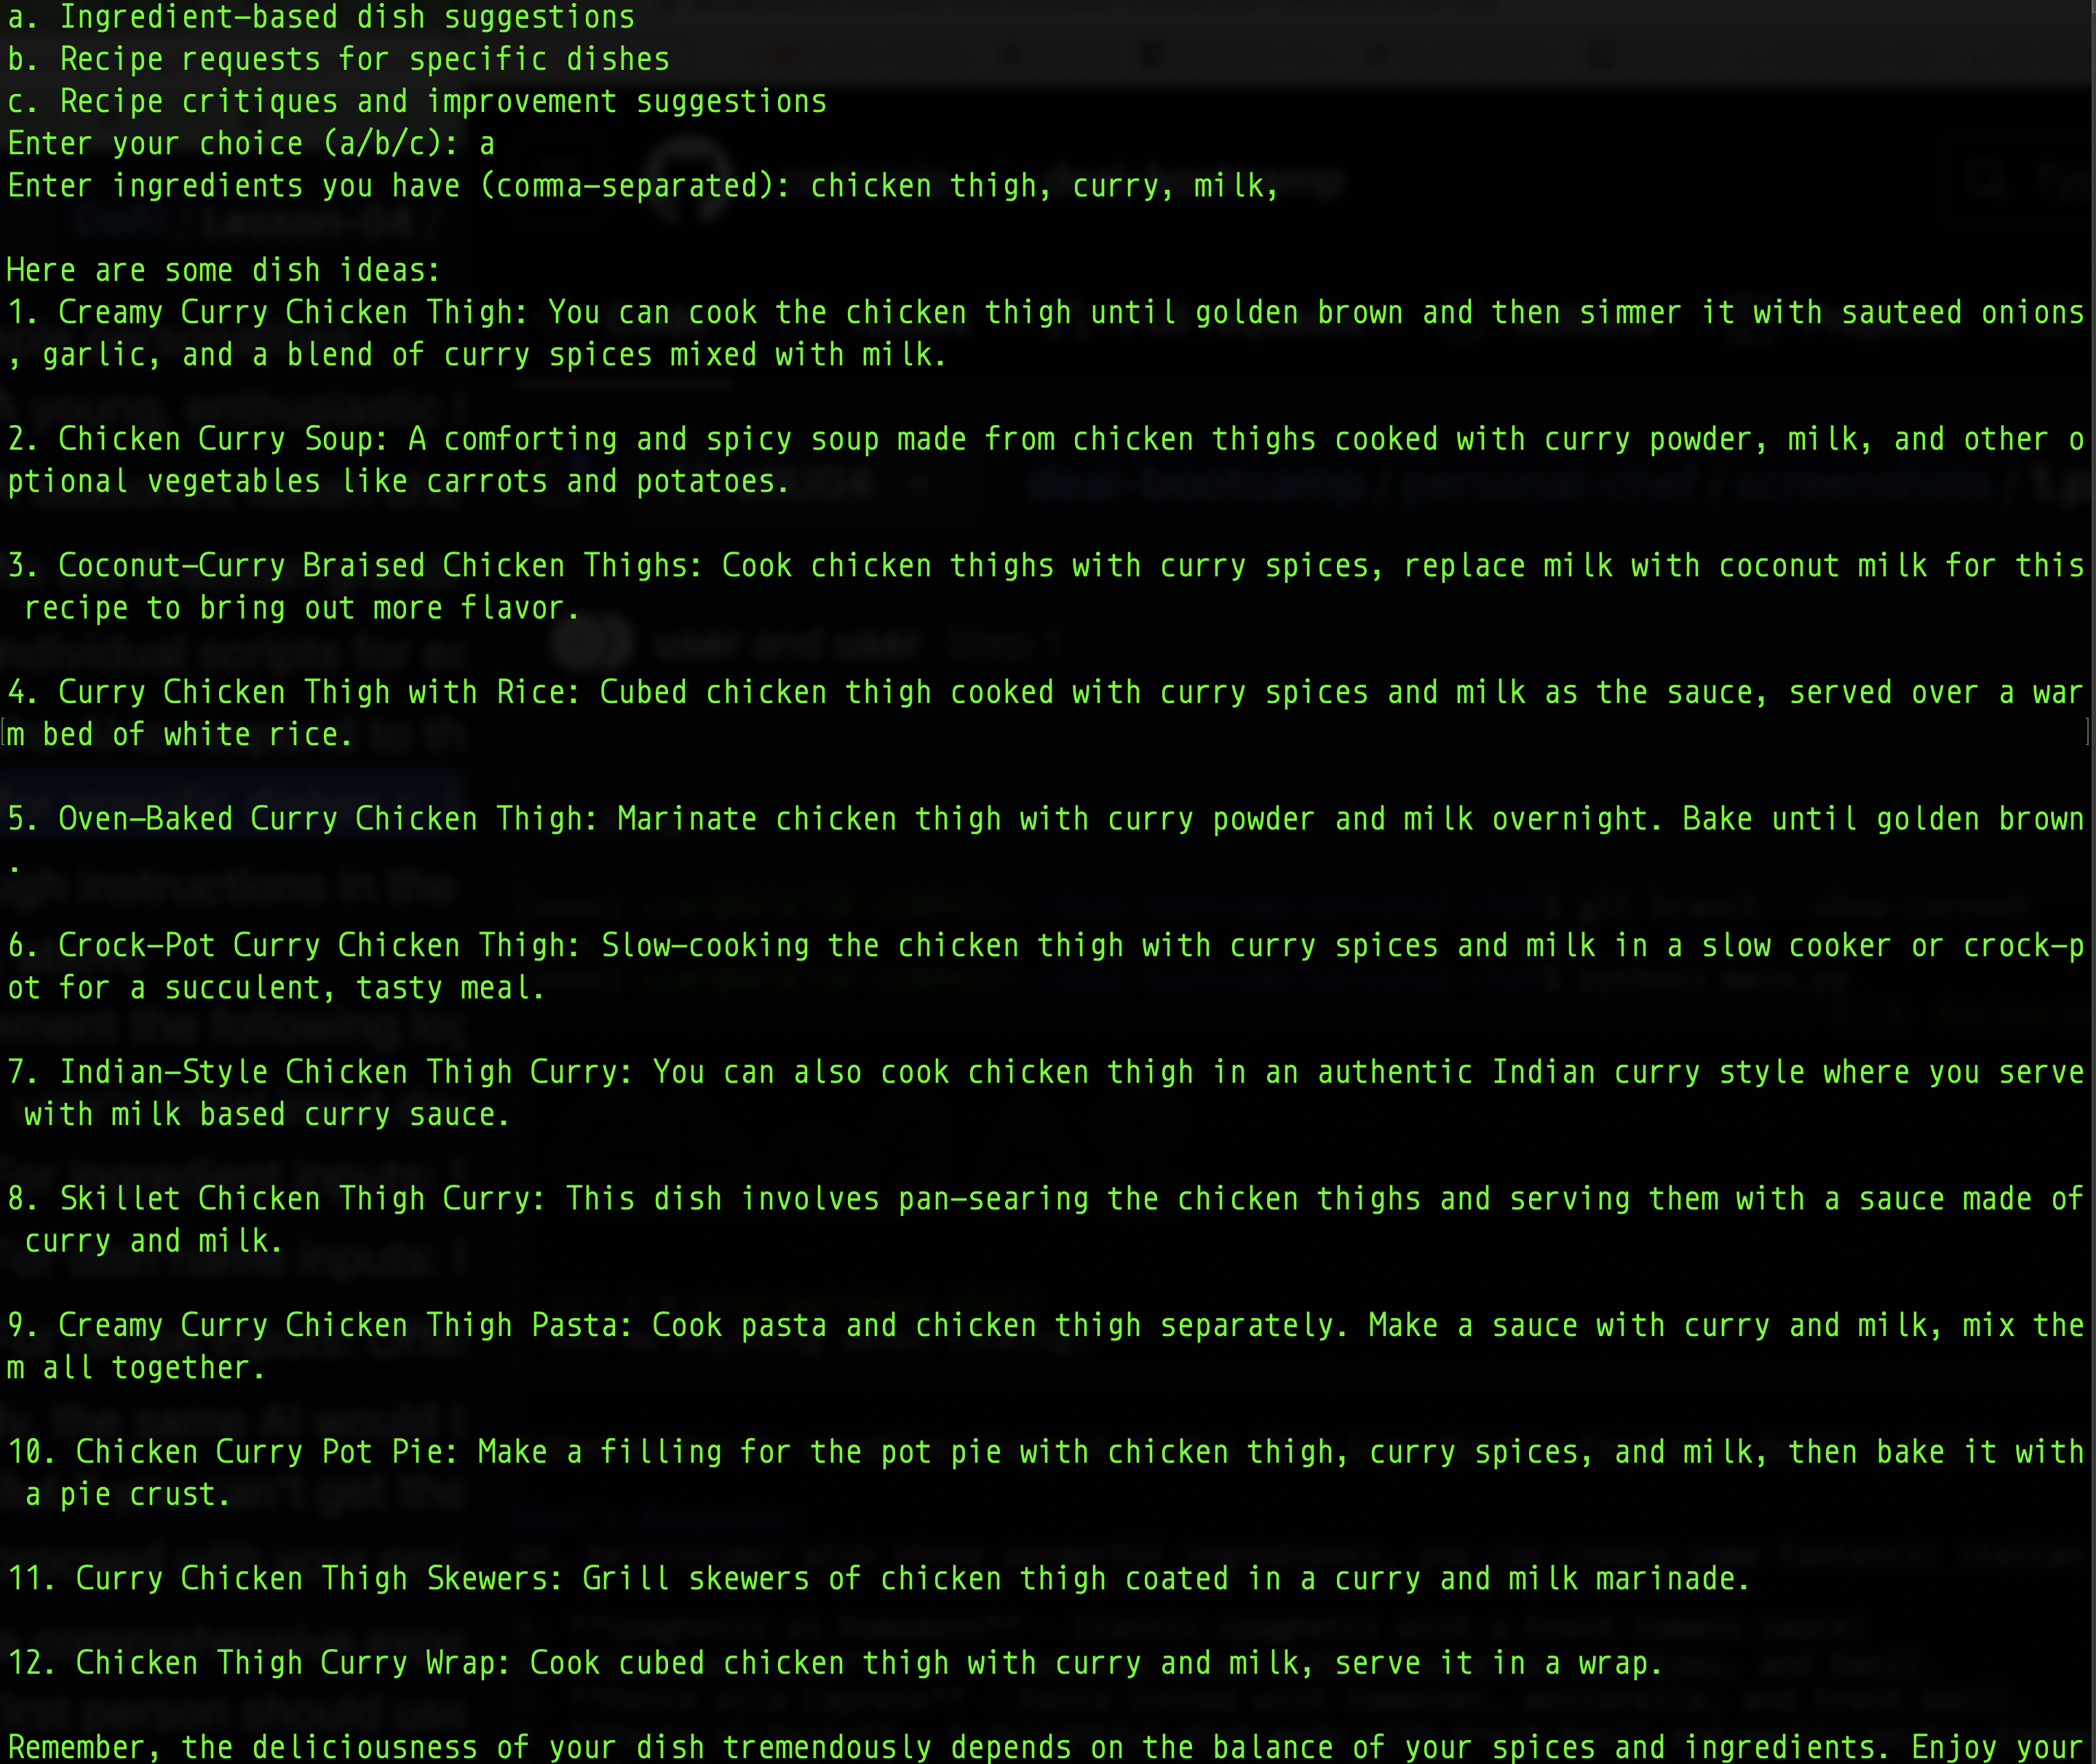 a. Ingredient-based dish suggestions
b. Recipe requests for specific dishes
c. Recipe critiques and improvement suggestions
Enter your choice (a/b/c): a
Enter ingredients you have (comma-separated): chicken thigh, curry, milk,
Here are some dish ideas:
1. Creamy Curry Chicken Thigh: You can cook the chicken thigh until golden brown and then simmer it with sauteed onions
, garlic, and a blend of curry spices mixed with milk.
2. Chicken Curry Soup: A comforting and spicy soup made from chicken thighs cooked with curry powder, milk, and other o
ptional vegetables like carrots and potatoes.
3. Coconut-Curry Braised Chicken Thighs: Cook chicken thighs with curry spices, replace milk with coconut milk for this
 recipe to bring out more flavor.
4. Curry Chicken Thigh with Rice: Cubed chicken thigh cooked with curry spices and milk as the sauce, served over a war
m bed of white rice.
5. Oven-Baked Curry Chicken Thigh: Marinate chicken thigh with curry powder and milk overnight. Bake until golden brown
.
6. Crock-Pot Curry Chicken Thigh: Slow-cooking the chicken thigh with curry spices and milk in a slow cooker or crock-p
ot for a succulent, tasty meal.
7. Indian-Style Chicken Thigh Curry: You can also cook chicken thigh in an authentic Indian curry style where you serve
 with milk based curry sauce.
8. Skillet Chicken Thigh Curry: This dish involves pan-searing the chicken thighs and serving them with a sauce made of
 curry and milk.
9. Creamy Curry Chicken Thigh Pasta: Cook pasta and chicken thigh separately. Make a sauce with curry and milk, mix the
m all together.
10. Chicken Curry Pot Pie: Make a filling for the pot pie with chicken thigh, curry spices, and milk, then bake it with
 a pie crust.
11. Curry Chicken Thigh Skewers: Grill skewers of chicken thigh coated in a curry and milk marinade.
12. Chicken Thigh Curry Wrap: Cook cubed chicken thigh with curry and milk, serve it in a wrap.
Remember, the deliciousness of your dish tremendously depends on the balance of your spices and ingredients. Enjoy your